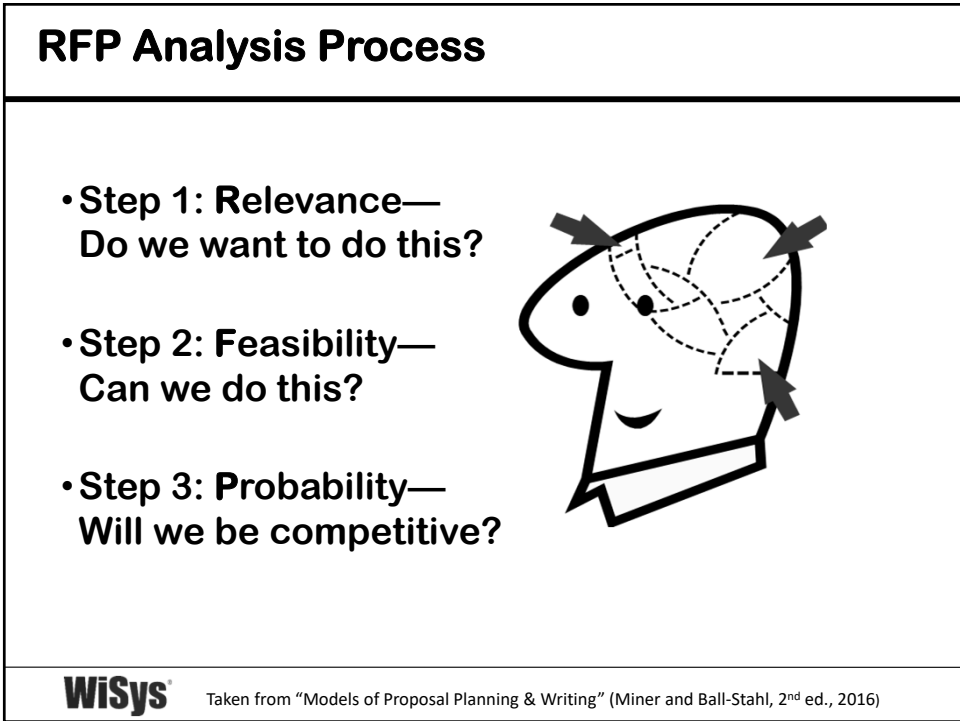 RFP Analysis Process
• Step 1: Relevance—
Do we want to do this?
• Step 2: Feasibility—
Can we do this?
• Step 3: Probability—
Will we be competitive?
WiSys® Taken from “Models of Proposal Planning & Writing” (Miner and Ball-Stahl, 2nd ed., 2016)